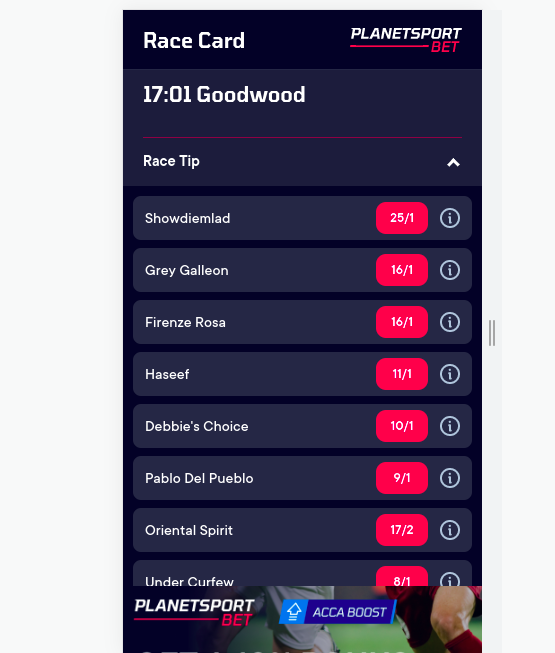 Race Card
PLANETSPORT
BET
17:01 Goodwood
Race Tip
Showdiemlad 25/1 i
Grey Galleon 16/1 i
Firenze Rosa 16/1 i
Haseef 11/1 i
Debbie's Choice 10/1 i
Pablo Del Pueblo 9/1 i
Oriental Spirit 17/2 i
Under Curfew 8/1 i
PLANETSPORT
BET
ACCA BOOST